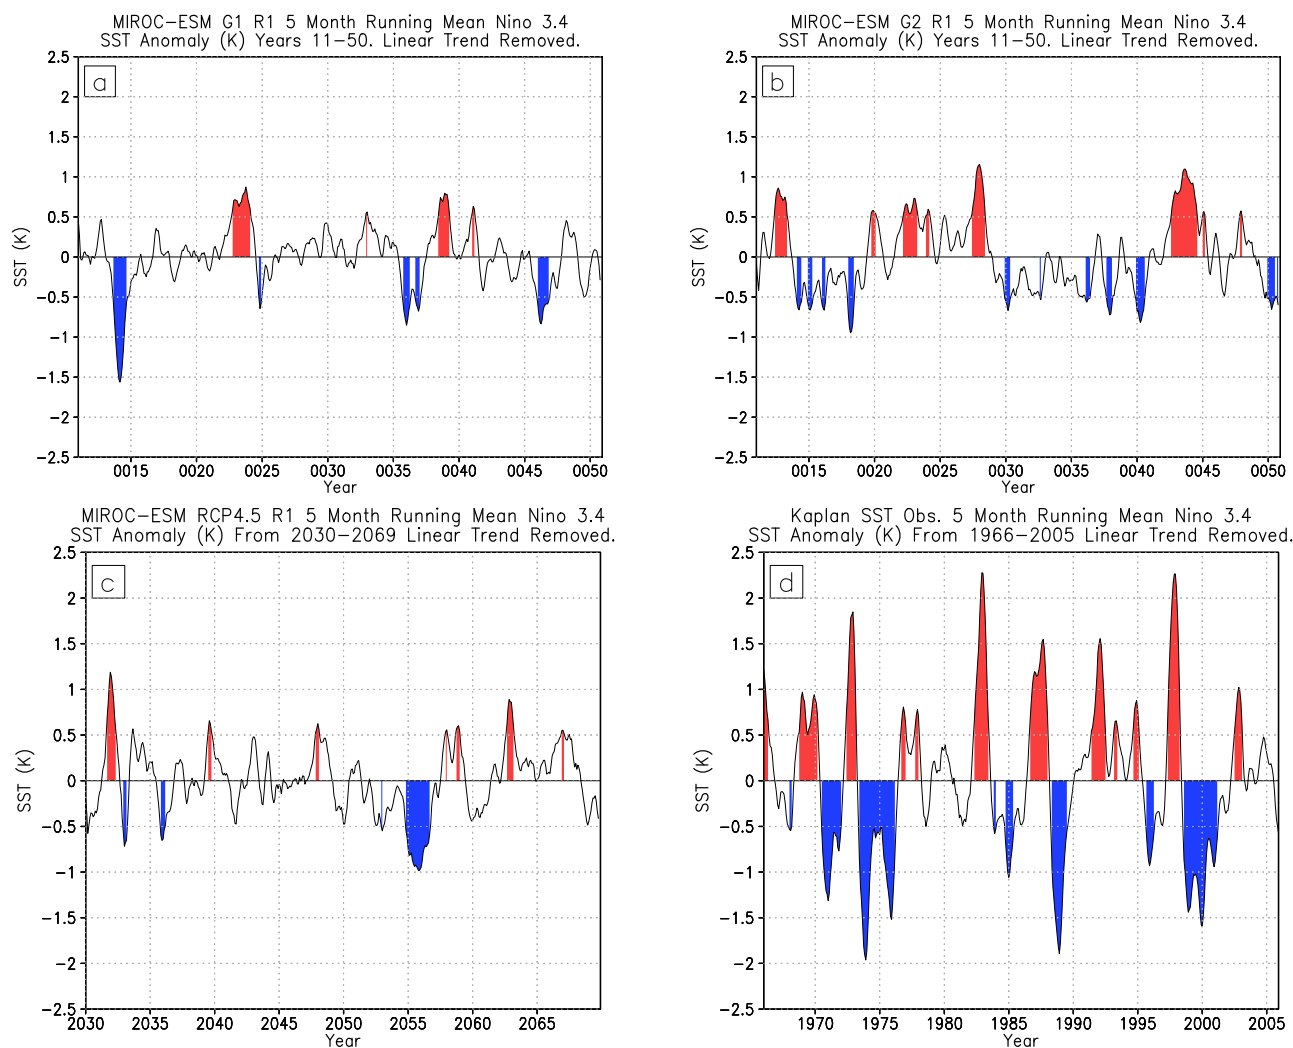 MIROC-ESM G1 R1 5 Month Running Mean Nino 3.4
SST Anomaly (K) Years 11-50. Linear Trend Removed.
a
2.5
2
1.5
1
0.5
0
-0.5
-1
-1.5
-2
-2.5
SST (K)
0015 0020 0025 0030 0035 0040 0045 0050
Year
MIROC-ESM G2 R1 5 Month Running Mean Nino 3.4
SST Anomaly (K) Years 11-50. Linear Trend Removed.
b
2.5
2
1.5
1
0.5
0
-0.5
-1
-1.5
-2
-2.5
SST (K)
0015 0020 0025 0030 0035 0040 0045 0050
Year
MIROC-ESM RCP4.5 R1 5 Month Running Mean Nino 3.4
SST Anomaly (K) From 2030-2069 Linear Trend Removed.
c
2.5
2
1.5
1
0.5
0
-0.5
-1
-1.5
-2
-2.5
SST (K)
2030 2035 2040 2045 2050 2055 2060 2065
Year
Kaplan SST Obs. 5 Month Running Mean Nino 3.4
SST Anomaly (K) From 1966-2005 Linear Trend Removed.
d
2.5
2
1.5
1
0.5
0
-0.5
-1
-1.5
-2
-2.5
SST (K)
1970 1975 1980 1985 1990 1995 2000 2005
Year